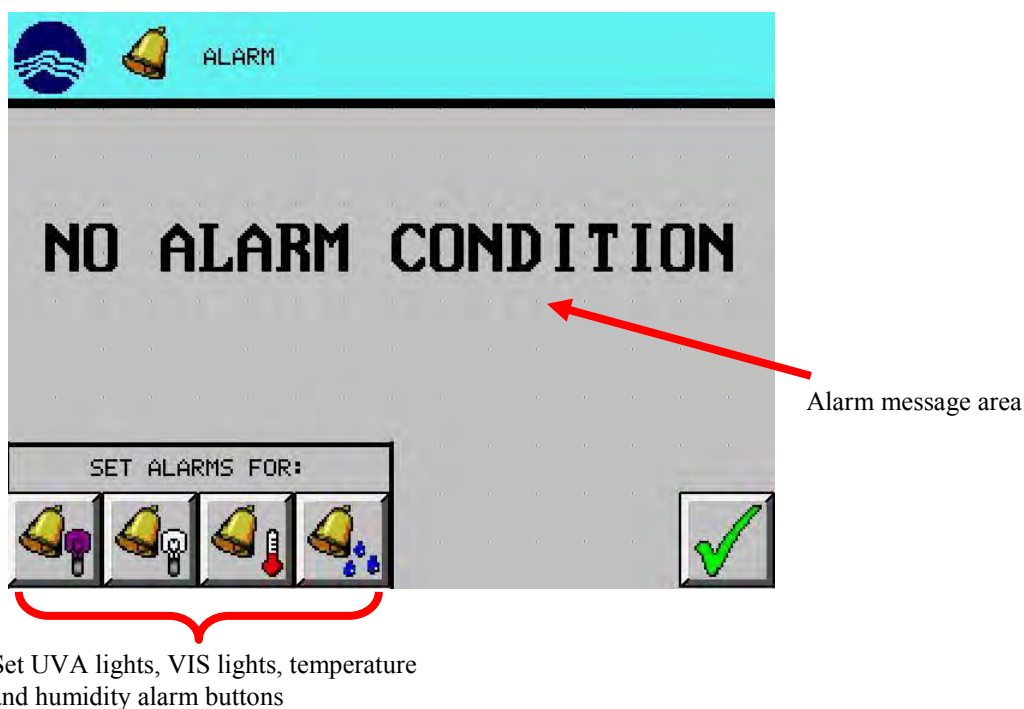 ALARM
NO ALARM CONDITION
Alarm message area
SET ALARMS FOR:
Set UVA lights, VIS lights, temperature
and humidity alarm buttons